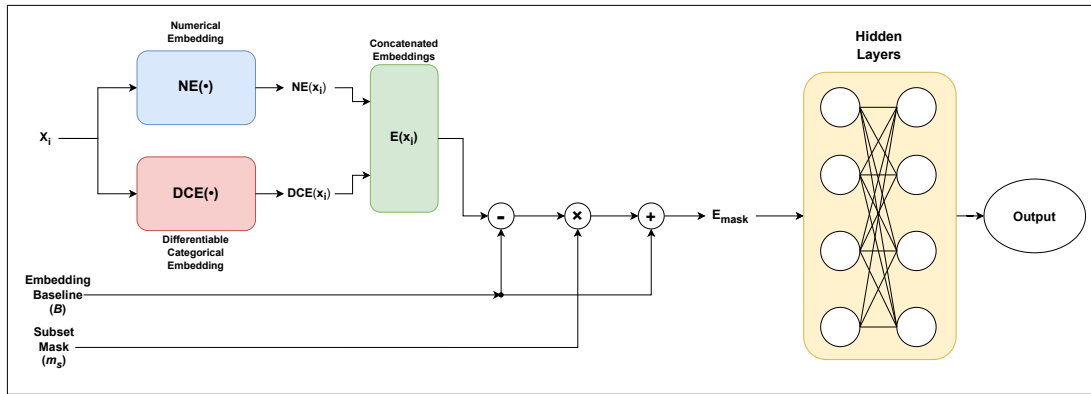 Numerical
Embedding
NE(•)
NE(xᵢ)
Concatenated
Embeddings
E(xᵢ)
Xᵢ
DCE(•)
DCE(xᵢ)
Differentiable
Categorical
Embedding
-
×
+
E_mask
Hidden
Layers
Output
Embedding
Baseline
(B)
Subset
Mask
(mₛ)